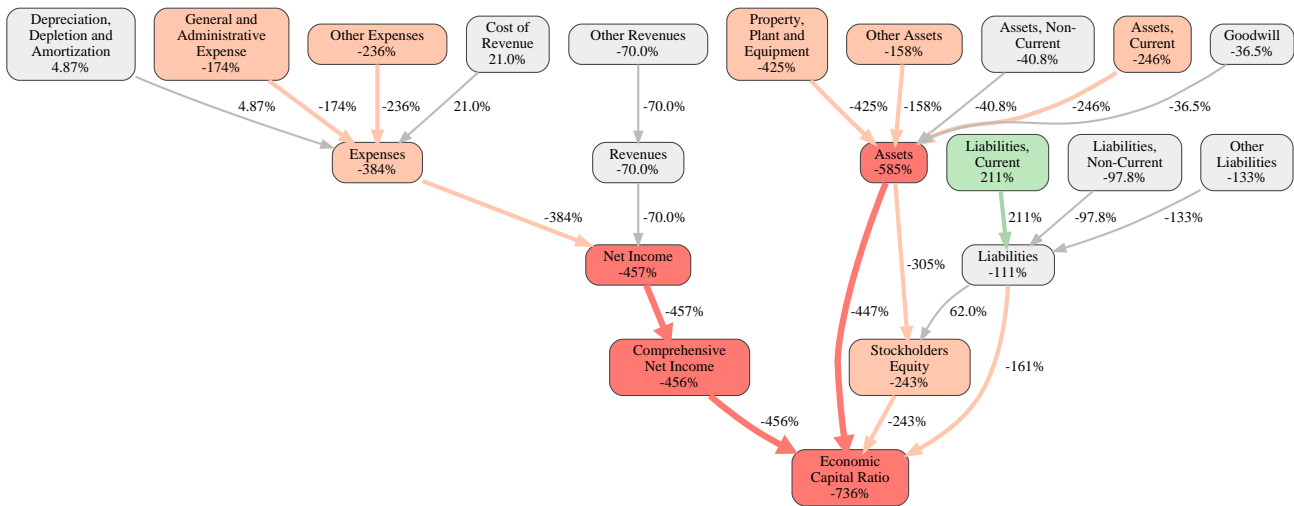 Depreciation,
Depletion and
Amortization
4.87%
General and
Administrative
Expense
-174%
Other Expenses
-236%
Cost of
Revenue
21.0%
Other Revenues
-70.0%
Property,
Plant and
Equipment
-425%
Other Assets
-158%
Assets, Non-
Current
-40.8%
Assets,
Current
-246%
Goodwill
-36.5%
4.87%
-174%
-236%
21.0%
-70.0%
-425%
-158%
-40.8%
-246%
-36.5%
Expenses
-384%
Revenues
-70.0%
Assets
-585%
Liabilities,
Current
211%
Liabilities,
Non-Current
-97.8%
Other
Liabilities
-133%
-384%
-70.0%
211%
-97.8%
-133%
Net Income
-457%
-305%
Liabilities
-111%
-457%
-447%
62.0%
Comprehensive
Net Income
-456%
Stockholders
Equity
-243%
-161%
-456%
-243%
Economic
Capital Ratio
-736%